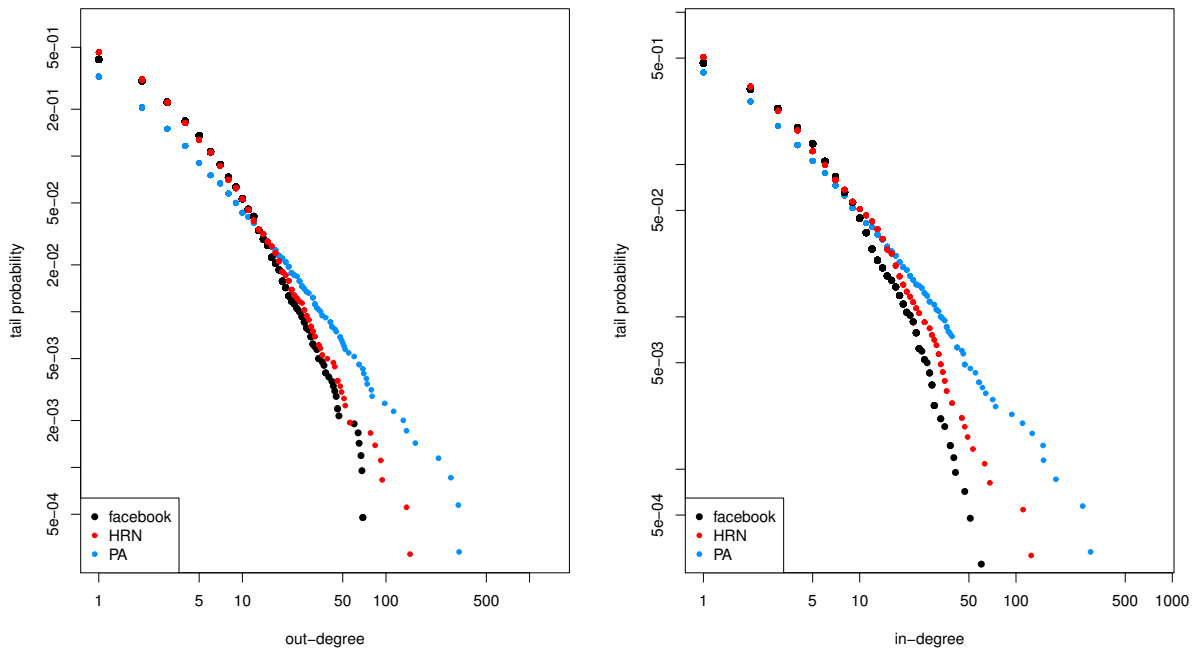 5e−01
2e−01
5e−02
2e−02
5e−03
2e−03
5e−04
tail probability
facebook
HRN
PA
1
5
10
50
100
500
out−degree
5e−01
5e−02
5e−03
5e−04
tail probability
facebook
HRN
PA
1
5
10
50
100
500
1000
in−degree